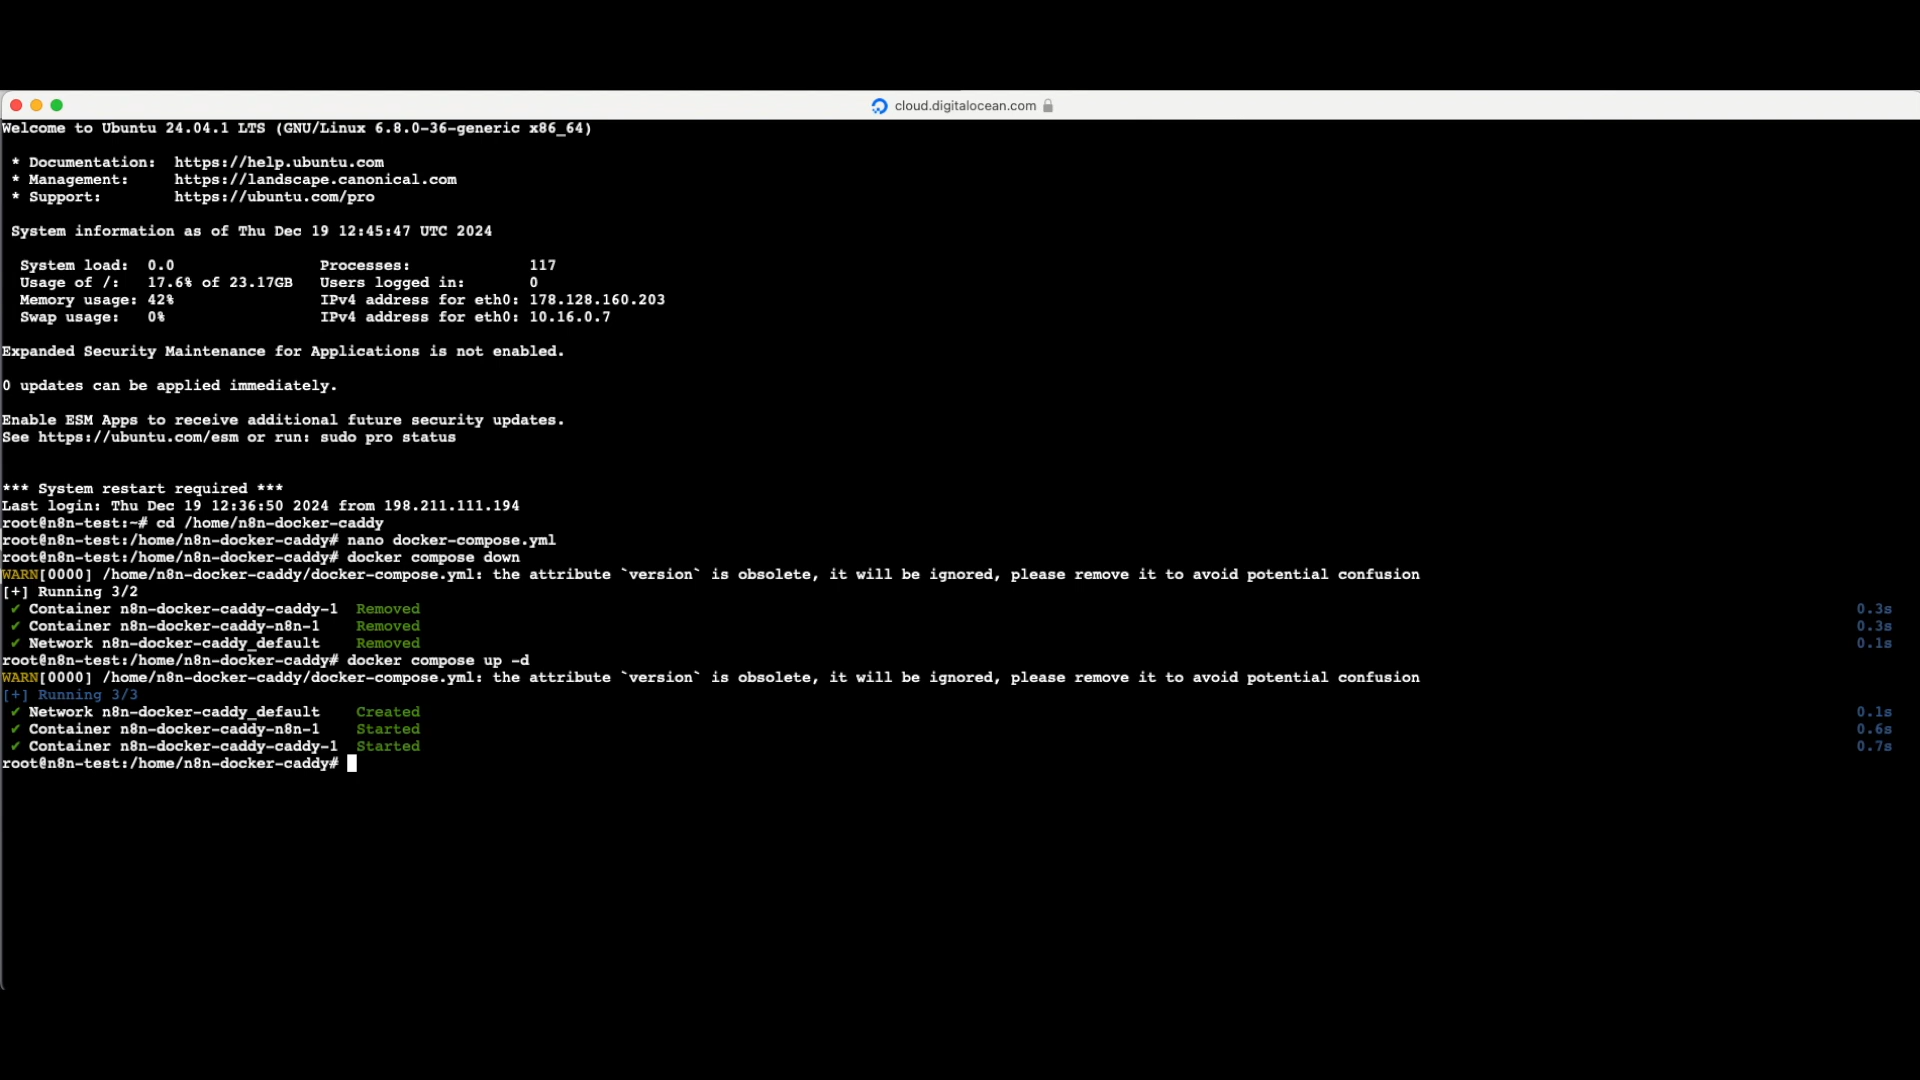 cloud.digitalocean.com
Welcome to Ubuntu 24.04.1 LTS (GNU/Linux 6.8.0-36-generic x86_64)
* Documentation:  https://help.ubuntu.com
* Management:     https://landscape.canonical.com
* Support:        https://ubuntu.com/pro
System information as of Thu Dec 19 12:45:47 UTC 2024
System load:  0.0                Processes:             117
Usage of /:   17.6% of 23.17GB   Users logged in:       0
Memory usage: 42%                IPv4 address for eth0: 178.128.160.203
Swap usage:   0%                 IPv4 address for eth0: 10.16.0.7
Expanded Security Maintenance for Applications is not enabled.
0 updates can be applied immediately.
Enable ESM Apps to receive additional future security updates.
See https://ubuntu.com/esm or run: sudo pro status
*** System restart required ***
Last login: Thu Dec 19 12:36:50 2024 from 198.211.111.194
root@n8n-test:~# cd /home/n8n-docker-caddy
root@n8n-test:/home/n8n-docker-caddy# nano docker-compose.yml
root@n8n-test:/home/n8n-docker-caddy# docker compose down
WARN[0000] /home/n8n-docker-caddy/docker-compose.yml: the attribute `version` is obsolete, it will be ignored, please remove it to avoid potential confusion
[+] Running 3/2
✔ Container n8n-docker-caddy-caddy-1  Removed 0.3s
✔ Container n8n-docker-caddy-n8n-1    Removed 0.3s
✔ Network n8n-docker-caddy_default    Removed 0.1s
root@n8n-test:/home/n8n-docker-caddy# docker compose up -d
WARN[0000] /home/n8n-docker-caddy/docker-compose.yml: the attribute `version` is obsolete, it will be ignored, please remove it to avoid potential confusion
[+] Running 3/3
✔ Network n8n-docker-caddy_default    Created 0.1s
✔ Container n8n-docker-caddy-n8n-1    Started 0.6s
✔ Container n8n-docker-caddy-caddy-1  Started 0.7s
root@n8n-test:/home/n8n-docker-caddy#